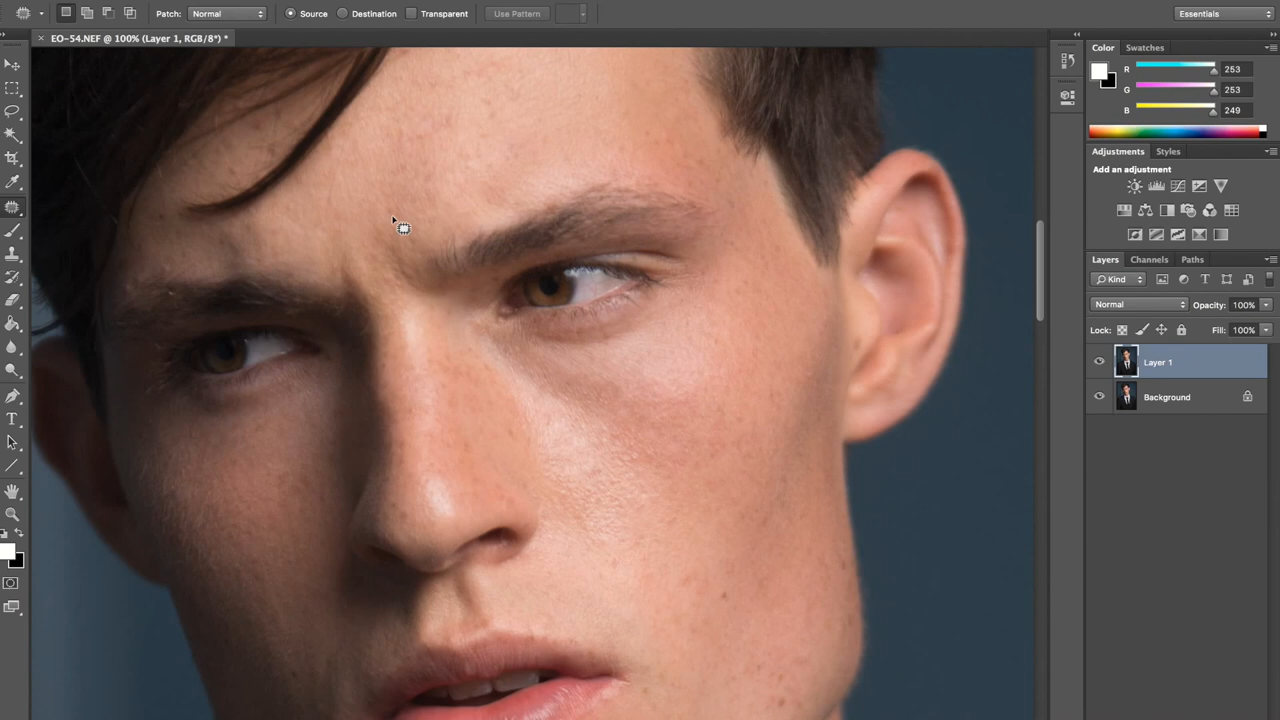 Patch: Normal Source Destination Transparent Use Pattern Essentials
× EO-54.NEF @ 100% (Layer 1, RGB/8*) *
Color Swatches
R 253
G 253
B 249
Adjustments Styles
Add an adjustment
Layers Channels Paths
Kind
Normal Opacity: 100%
Lock: Fill: 100%
Layer 1
Background